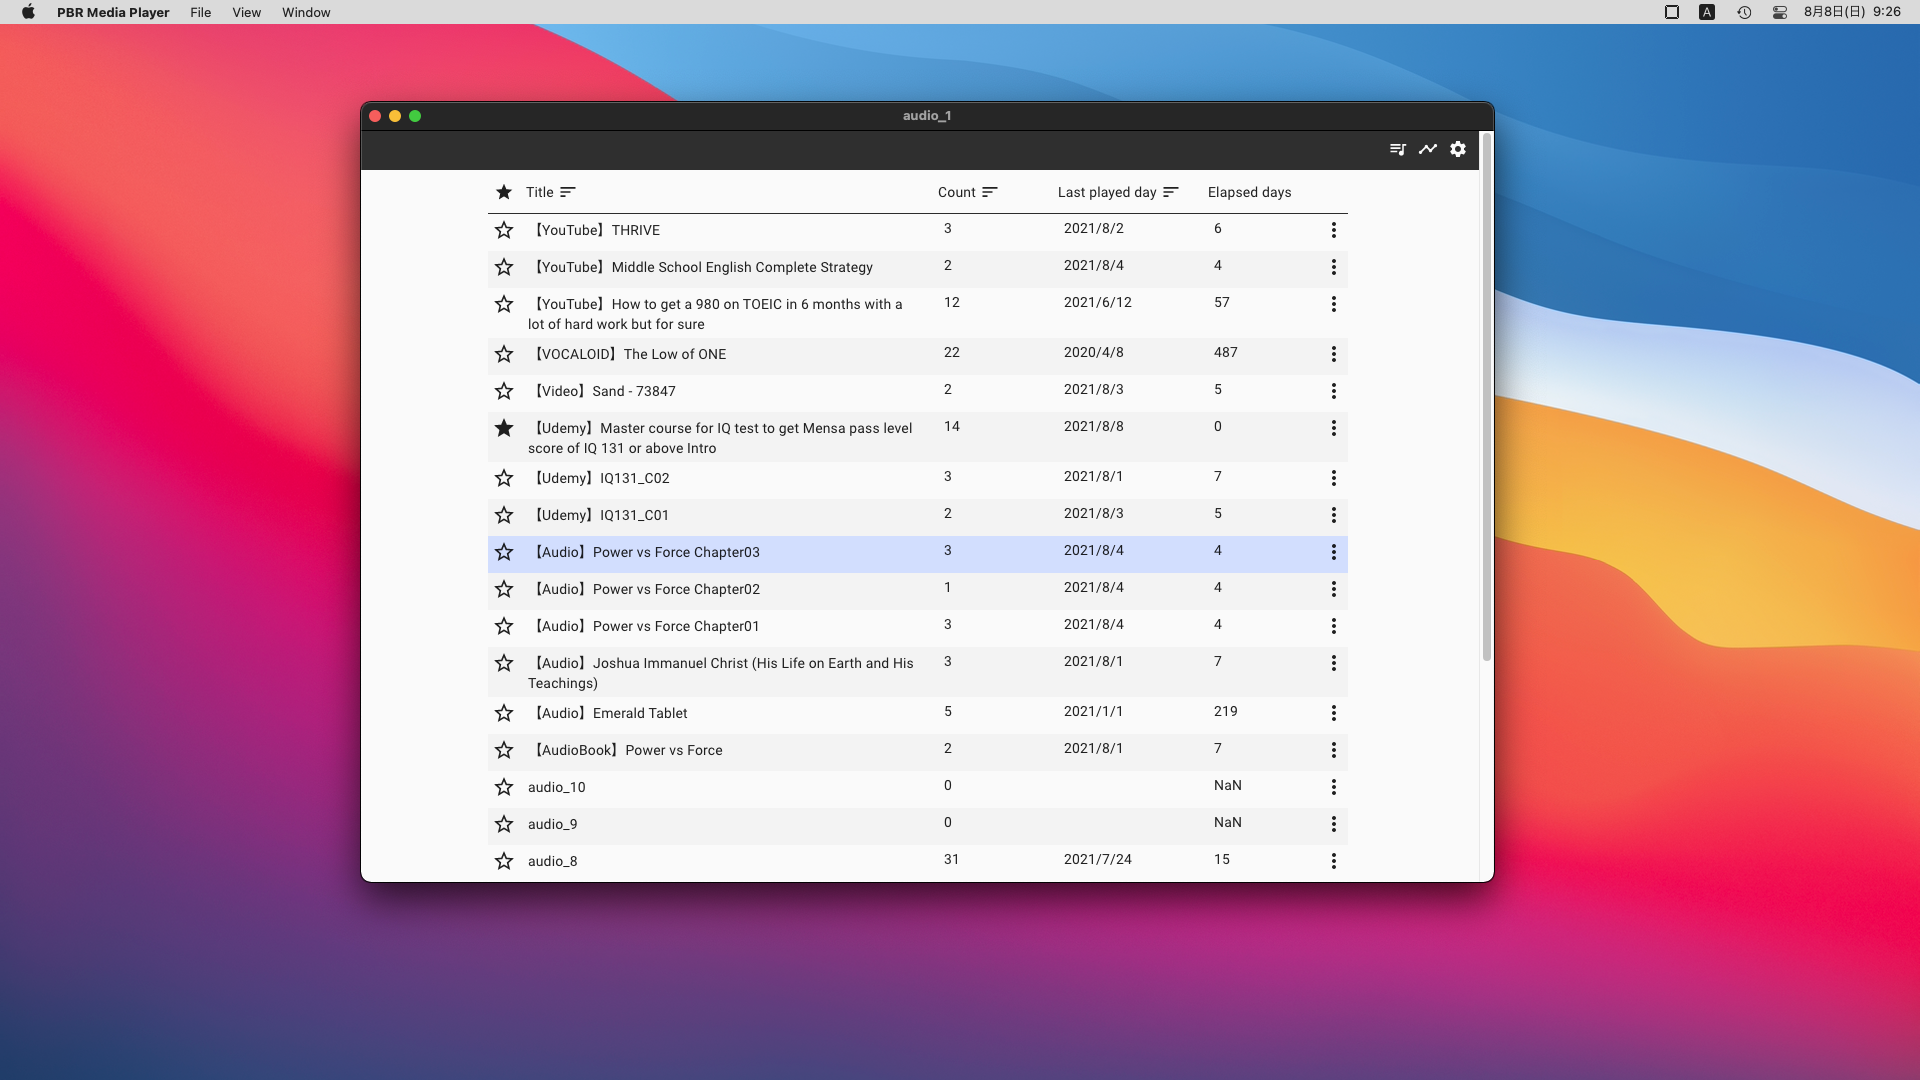 PBR Media Player File View Window A 8月8日(日) 9:26
audio_1
Title Count Last played day Elapsed days
【YouTube】THRIVE 3 2021/8/2 6
【YouTube】Middle School English Complete Strategy 2 2021/8/4 4
【YouTube】How to get a 980 on TOEIC in 6 months with a 12 2021/6/12 57
lot of hard work but for sure
【VOCALOID】The Low of ONE 22 2020/4/8 487
【Video】Sand - 73847 2 2021/8/3 5
【Udemy】Master course for IQ test to get Mensa pass level 14 2021/8/8 0
score of IQ 131 or above Intro
【Udemy】IQ131_C02 3 2021/8/1 7
【Udemy】IQ131_C01 2 2021/8/3 5
【Audio】Power vs Force Chapter03 3 2021/8/4 4
【Audio】Power vs Force Chapter02 1 2021/8/4 4
【Audio】Power vs Force Chapter01 3 2021/8/4 4
【Audio】Joshua Immanuel Christ (His Life on Earth and His 3 2021/8/1 7
Teachings)
【Audio】Emerald Tablet 5 2021/1/1 219
【AudioBook】Power vs Force 2 2021/8/1 7
audio_10 0 NaN
audio_9 0 NaN
audio_8 31 2021/7/24 15